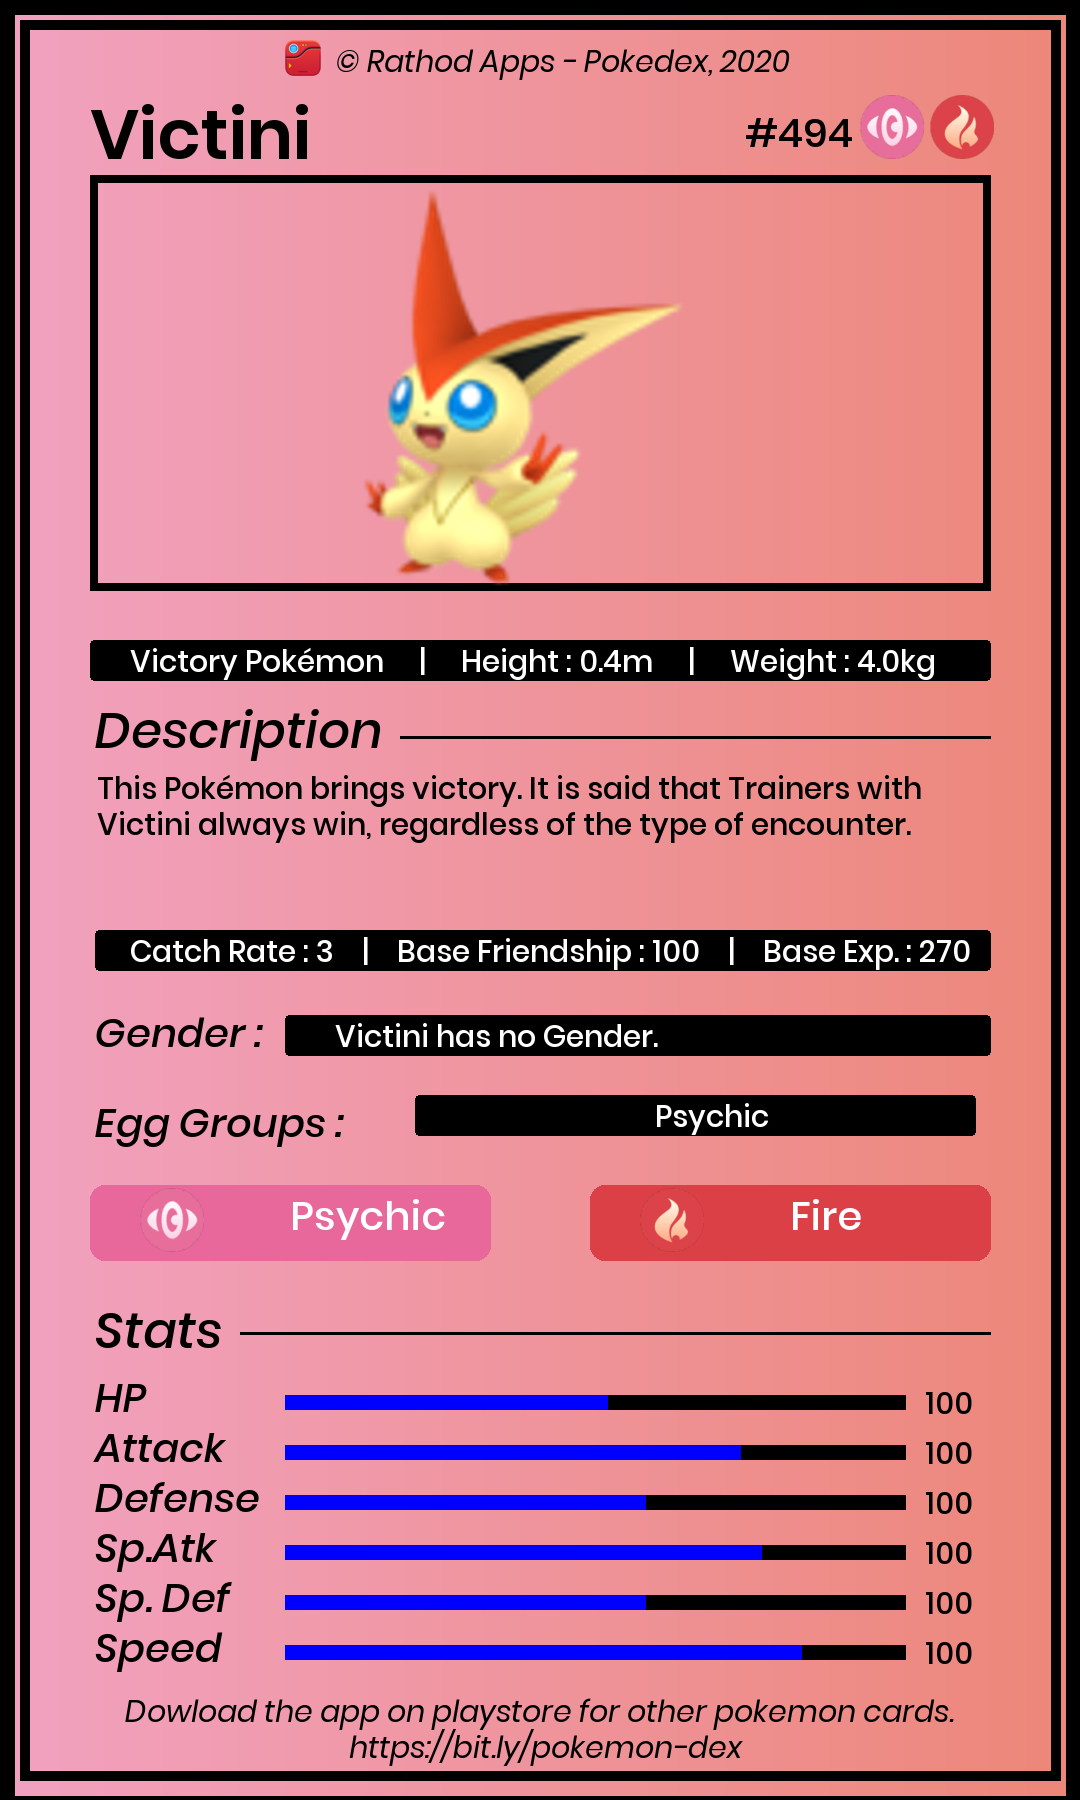 © Rathod Apps - Pokedex, 2020
Victini
#494
Victory Pokémon | Height : 0.4m | Weight : 4.0kg
Description
This Pokémon brings victory. It is said that Trainers with
Victini always win, regardless of the type of encounter.
Catch Rate : 3 | Base Friendship : 100 | Base Exp. : 270
Gender : Victini has no Gender.
Egg Groups : Psychic
Psychic Fire
Stats
HP 100
Attack 100
Defense 100
Sp.Atk 100
Sp. Def 100
Speed 100
Dowload the app on playstore for other pokemon cards.
https://bit.ly/pokemon-dex